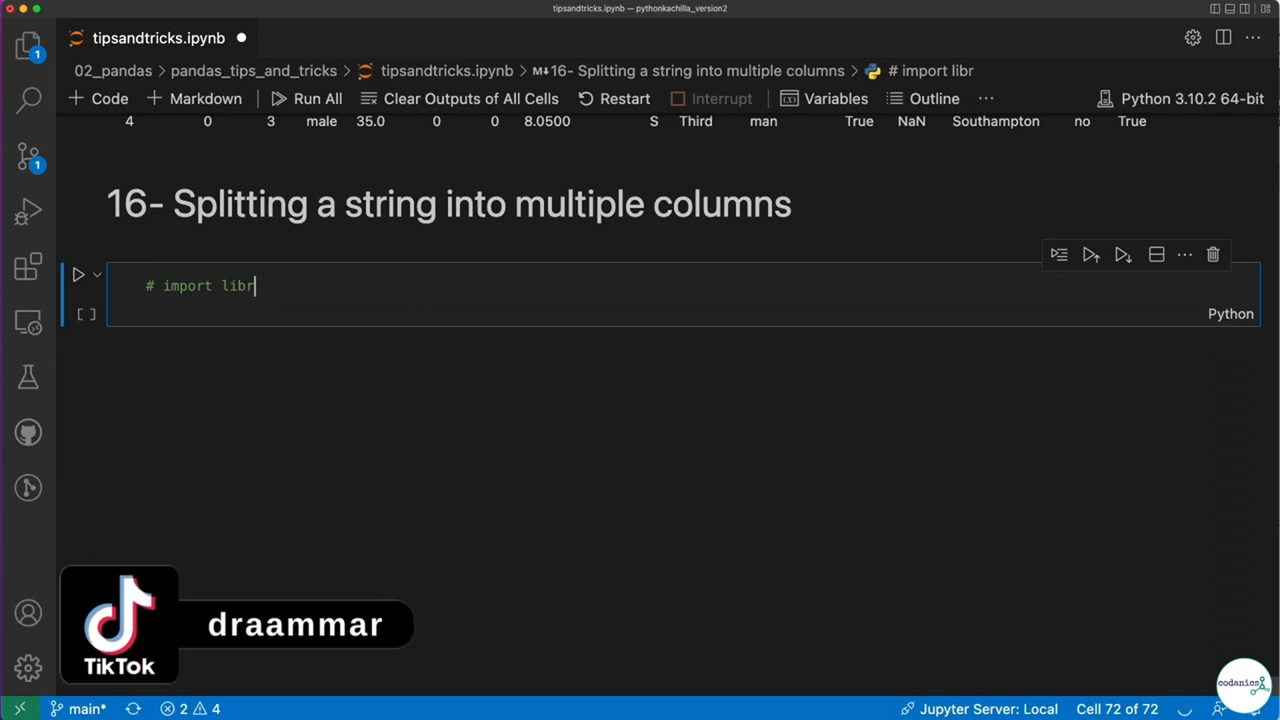 tipsandtricks.ipynb — pythonkachilla_version2
tipsandtricks.ipynb
1
02_pandas > pandas_tips_and_tricks > tipsandtricks.ipynb > M↓16- Splitting a string into multiple columns > # import libr
+ Code + Markdown Run All Clear Outputs of All Cells Restart Interrupt Variables Outline ... Python 3.10.2 64-bit
4 0 3 male 35.0 0 0 8.0500 S Third man True NaN Southampton no True
1
16- Splitting a string into multiple columns
# import libr
[ ]
Python
draammar
TikTok
codanics
main* 2 4 Jupyter Server: Local Cell 72 of 72